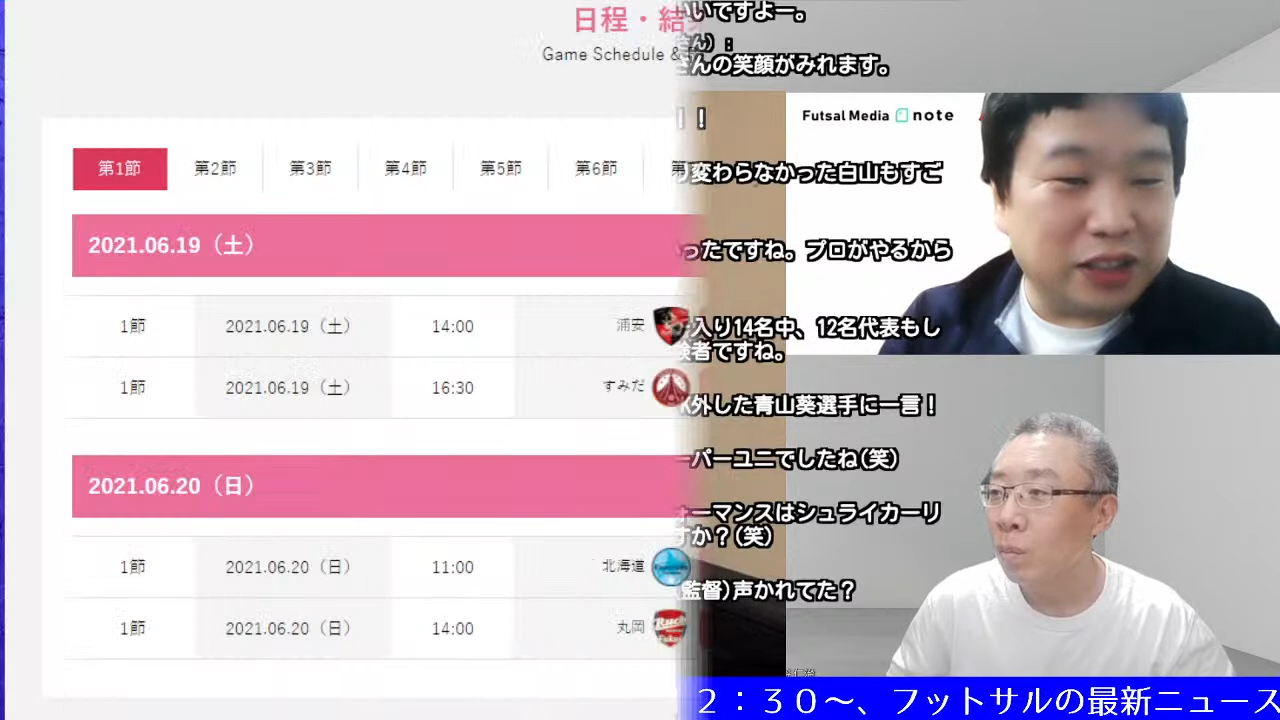 日程・結
Game Schedule &
第1節 第2節 第3節 第4節 第5節 第6節 第
2021.06.19（土）
1節 2021.06.19（土） 14:00 浦安
1節 2021.06.19（土） 16:30 すみだ
2021.06.20（日）
1節 2021.06.20（日） 11:00 北海道
1節 2021.06.20（日） 14:00 丸岡
いいですよー。
さん）：
さんの笑顔がみれます。
！！
変わらなかった白山もすご
ったですね。プロがやるから
入り14名中、12名代表もし
険者ですね。
K外した青山葵選手に一言！
ーパーユニでしたね(笑)
ォーマンスはシュライカーリ
すか？(笑)
監督)声かれてた？
Futsal Media note
２：３０～、フットサルの最新ニュース